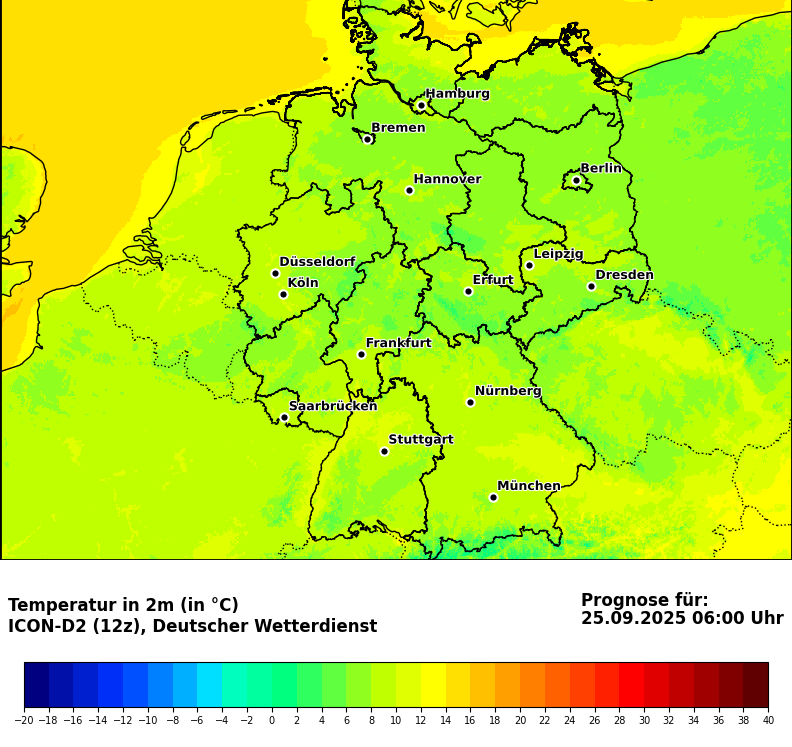 Hamburg
Bremen
Berlin
Hannover
Leipzig
Düsseldorf
Dresden
Köln
Erfurt
Frankfurt
Nürnberg
Saarbrücken
Stuttgart
München
Temperatur in 2m (in °C)
ICON-D2 (12z), Deutscher Wetterdienst
Prognose für:
25.09.2025 06:00 Uhr
−20 −18 −16 −14 −12 −10 −8 −6 −4 −2 0 2 4 6 8 10 12 14 16 18 20 22 24 26 28 30 32 34 36 38 40